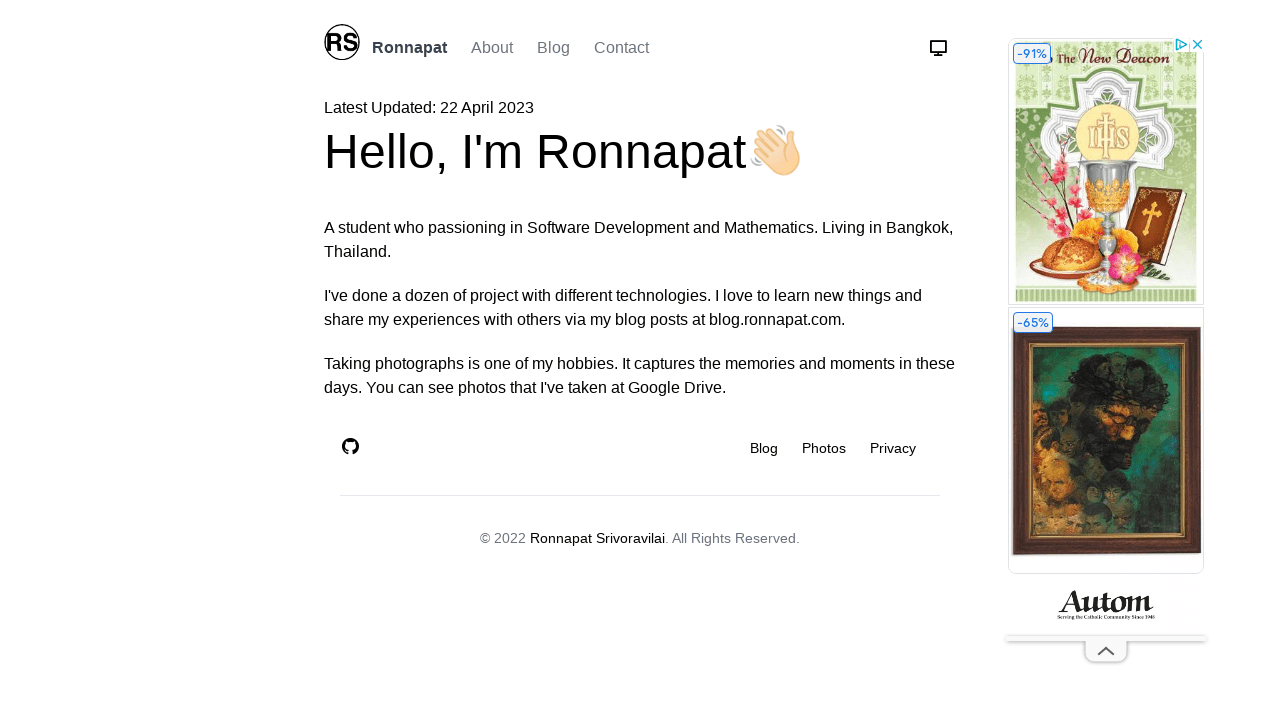 RS
Ronnapat
About
Blog
Contact
Latest Updated: 22 April 2023
Hello, I'm Ronnapat
A student who passioning in Software Development and Mathematics. Living in Bangkok,
Thailand.
I've done a dozen of project with different technologies. I love to learn new things and
share my experiences with others via my blog posts at blog.ronnapat.com.
Taking photographs is one of my hobbies. It captures the memories and moments in these
days. You can see photos that I've taken at Google Drive.
Blog
Photos
Privacy
© 2022 Ronnapat Srivoravilai. All Rights Reserved.
-91%
The New Deacon
IHS
-65%
Autom
Serving the Catholic Community Since 1948